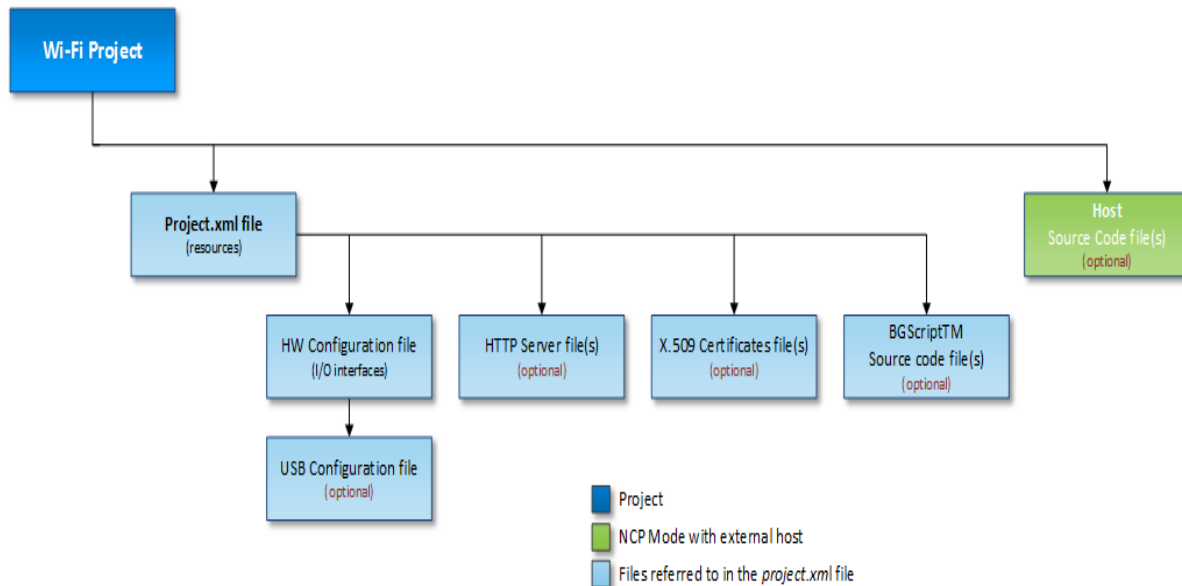 Wi-Fi Project
Project.xml file
(resources)
Host
Source Code file(s)
(optional)
HW Configuration file
(I/O interfaces)
HTTP Server file(s)
(optional)
X.509 Certificates file(s)
(optional)
BGScriptTM
Source code file(s)
(optional)
USB Configuration file
(optional)
Project
NCP Mode with external host
Files referred to in the project.xml file